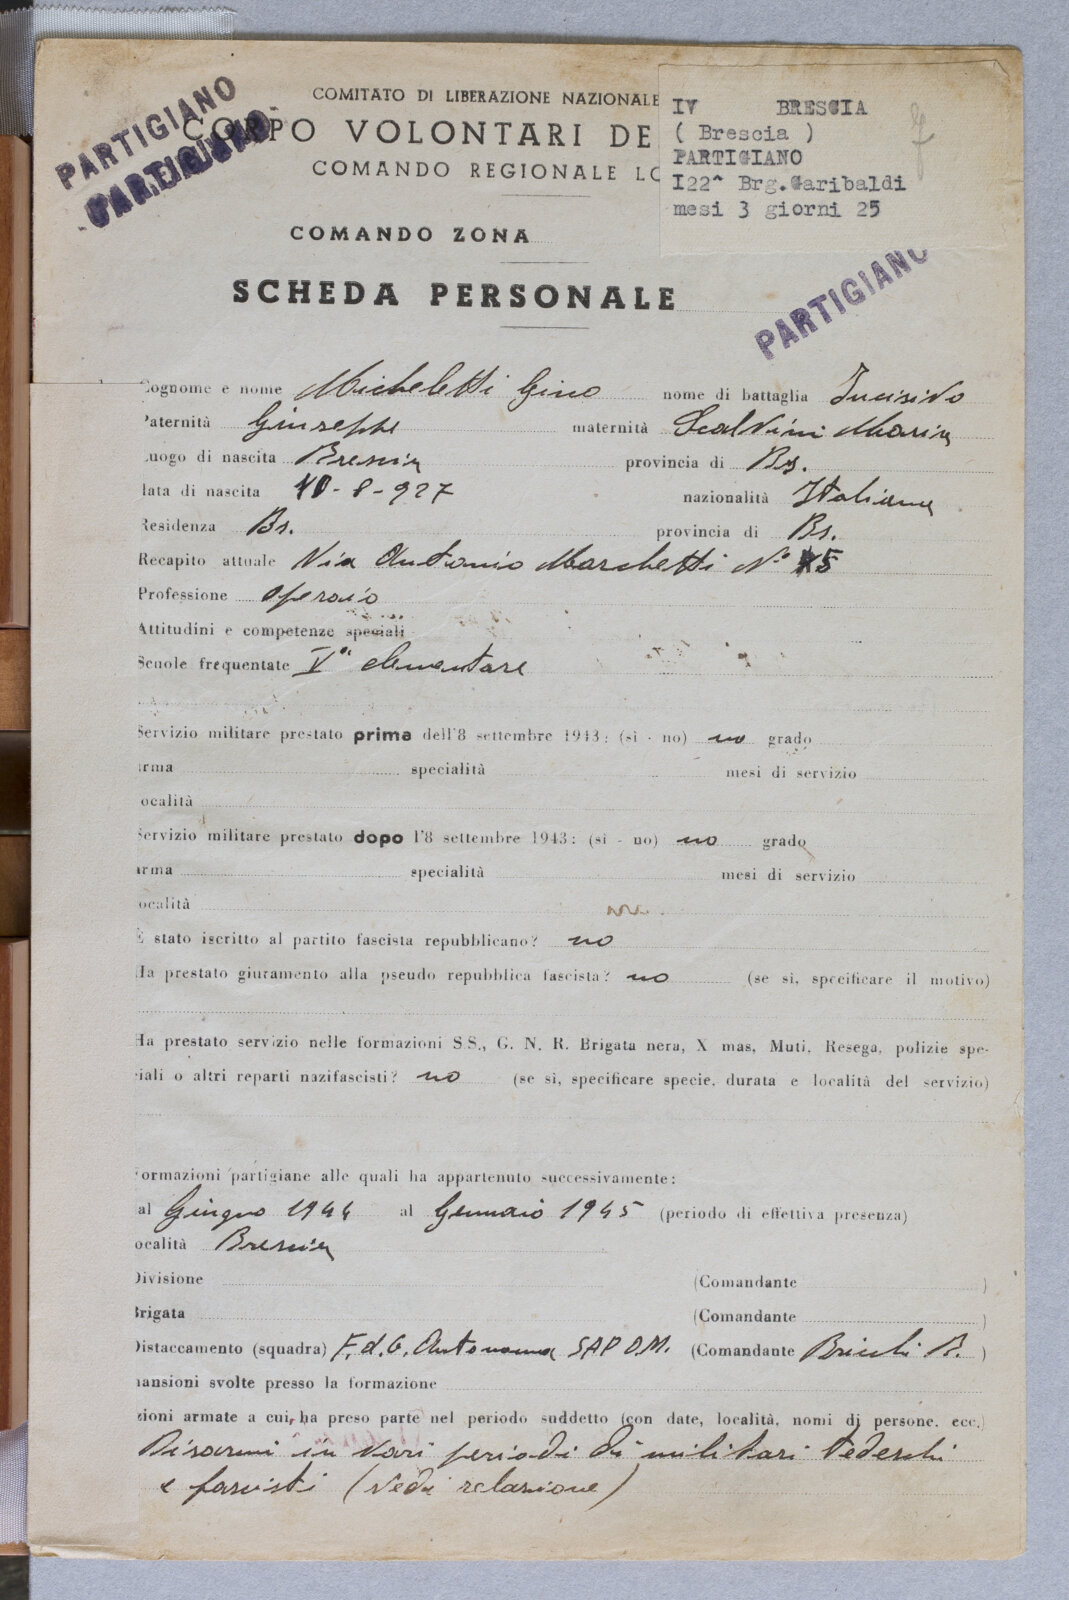 COMITATO DI LIBERAZIONE NAZIONALE
CORPO VOLONTARI DE
COMANDO REGIONALE LO
PARTIGIANO
PARTIGIANO
IV BRESCIA
( Brescia )
PARTIGIANO
I22^ Brg.Garibaldi
mesi 3 giorni 25
COMANDO ZONA
SCHEDA PERSONALE
PARTIGIANO
Cognome e nome Micheletti Gino nome di battaglia Incisivo
Paternità Giuseppe maternità Scalvini Maria
Luogo di nascita Brescia provincia di Bs.
data di nascita 10-8-927 nazionalità Italiana
Residenza Bs. provincia di Bs.
Recapito attuale Via Antonio Marchetti N° 15
Professione operaio
Attitudini e competenze speciali
Scuole frequentate Vª elementare
Servizio militare prestato prima dell'8 settembre 1943: (si - no) no grado
arma specialità mesi di servizio
località
Servizio militare prestato dopo l'8 settembre 1943: (si - no) no grado
arma specialità mesi di servizio
località
È stato iscritto al partito fascista repubblicano? no
Ha prestato giuramento alla pseudo repubblica fascista? no (se si, specificare il motivo)
Ha prestato servizio nelle formazioni S.S., G. N. R. Brigata nera, X mas, Muti, Resega, polizie spe-
ciali o altri reparti nazifascisti? no (se sì, specificare specie, durata e località del servizio)
formazioni partigiane alle quali ha appartenuto successivamente:
al Giugno 1944 al Gennaio 1945 (periodo di effettiva presenza)
ocalità Brescia
Divisione (Comandante )
Brigata (Comandante )
Distaccamento (squadra) F.d.G. Autonoma SAP O.M. (Comandante B. )
mansioni svolte presso la formazione
zioni armate a cui ha preso parte nel periodo suddetto (con date, località, nomi di persone, ecc.)
Disarmi in vari periodi di militari tedeschi
e fascisti (vedi relazione)